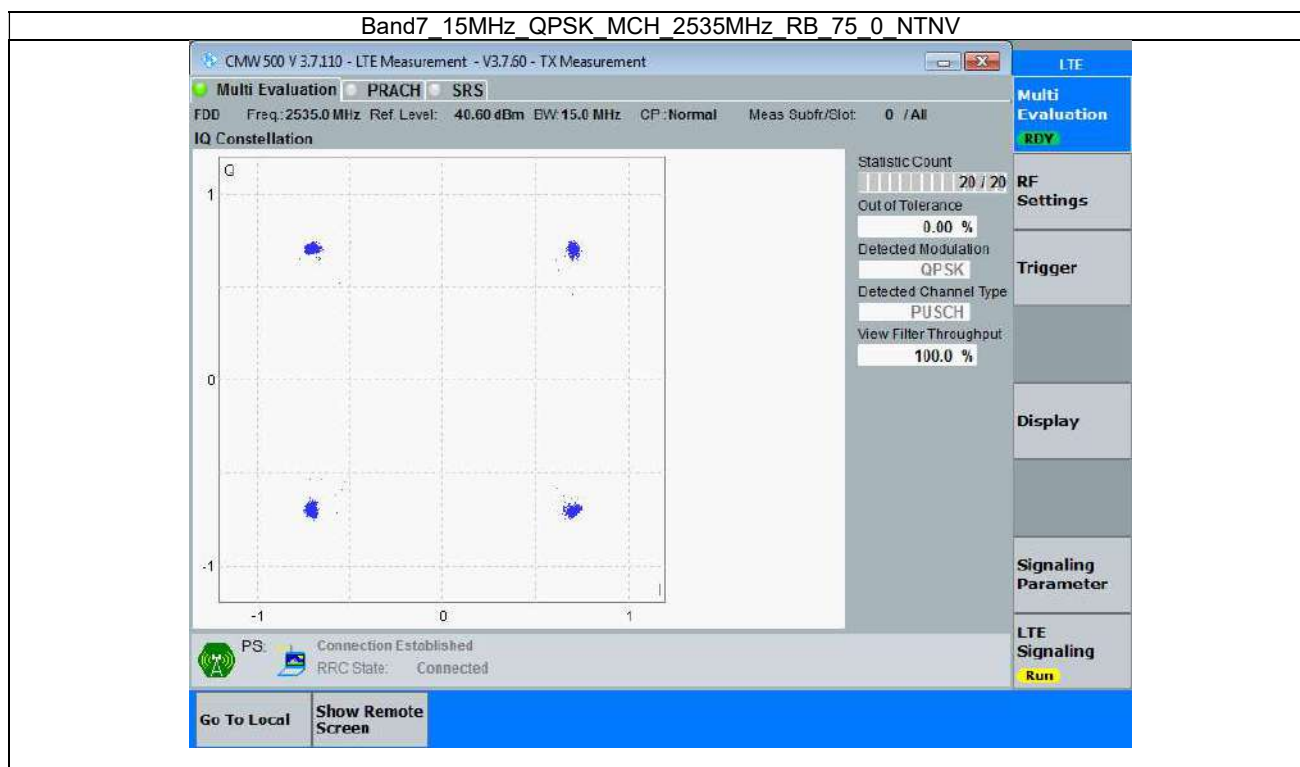 Band7_15MHz_QPSK_MCH_2535MHz_RB_75_0_NTNV
CMW 500 V 3.7.110 - LTE Measurement - V3.7.60 - TX Measurement
LTE
Multi Evaluation PRACH SRS
Multi
Evaluation
RDY
FDD Freq.: 2535.0 MHz Ref. Level: 40.60 dBm BW: 15.0 MHz CP: Normal Meas Subfr/Slot: 0 / All
IQ Constellation
Q
1
0
-1
-1 0 1
I
Statistic Count
20 / 20
Out of Tolerance
0.00 %
Detected Modulation
QPSK
Detected Channel Type
PUSCH
View Filter Throughput
100.0 %
RF
Settings
Trigger
Display
Signaling
Parameter
LTE
Signaling
Run
PS: Connection Established
RRC State: Connected
Go To Local
Show Remote
Screen